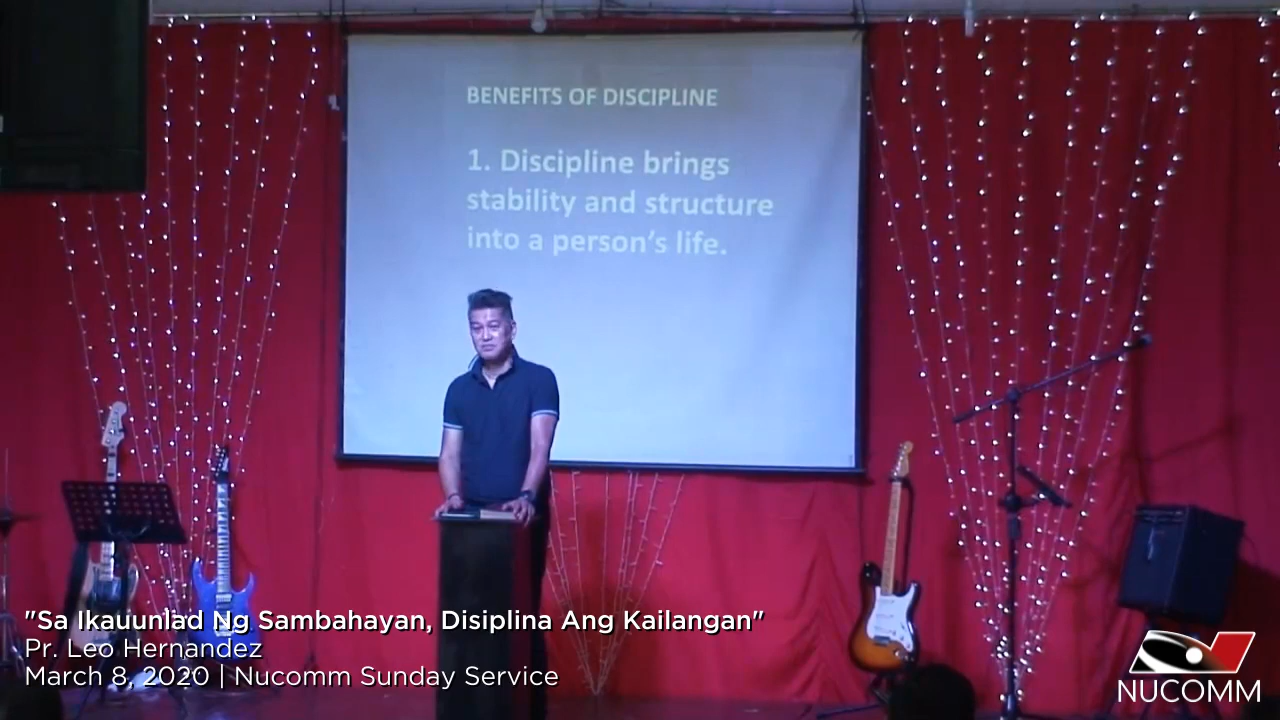 BENEFITS OF DISCIPLINE
1. Discipline brings
stability and structure
into a person's life.
"Sa Ikauunlad Ng Sambahayan, Disiplina Ang Kailangan"
Pr. Leo Hernandez
March 8, 2020 | Nucomm Sunday Service
NUCOMM